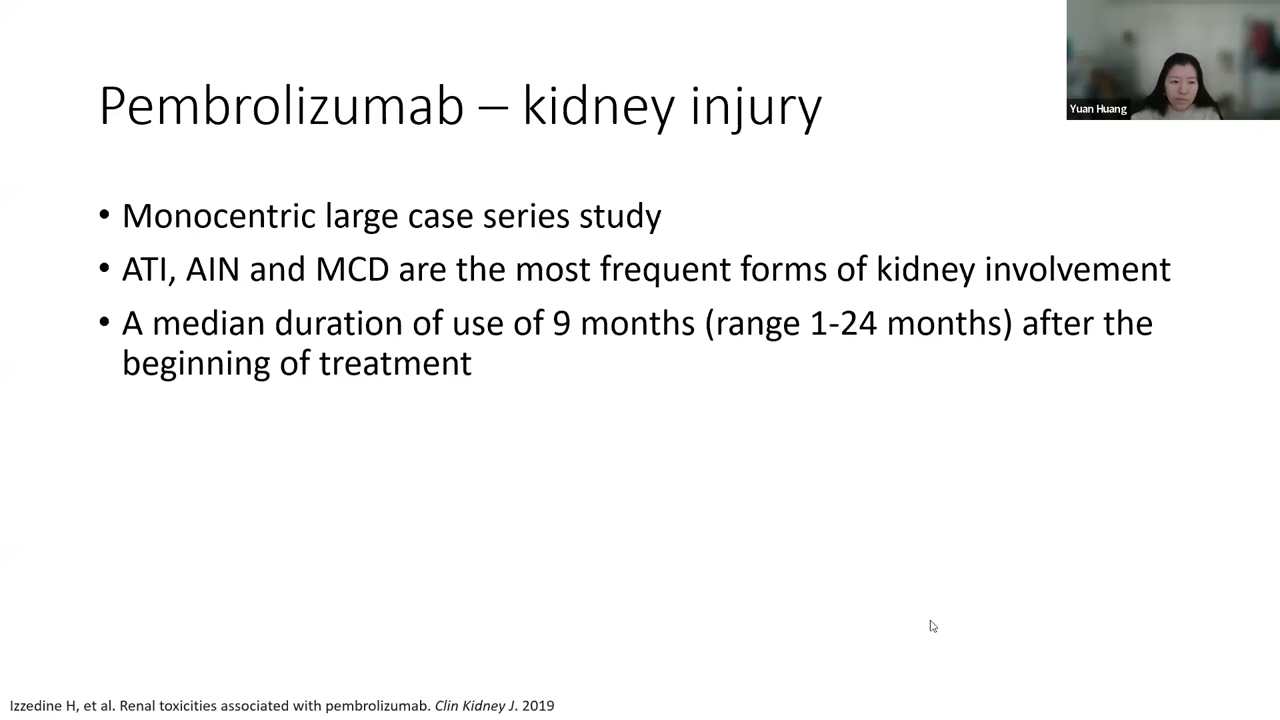 Pembrolizumab – kidney injury
Yuan Huang
• Monocentric large case series study
• ATI, AIN and MCD are the most frequent forms of kidney involvement
• A median duration of use of 9 months (range 1-24 months) after the
beginning of treatment
Izzedine H, et al. Renal toxicities associated with pembrolizumab. Clin Kidney J. 2019